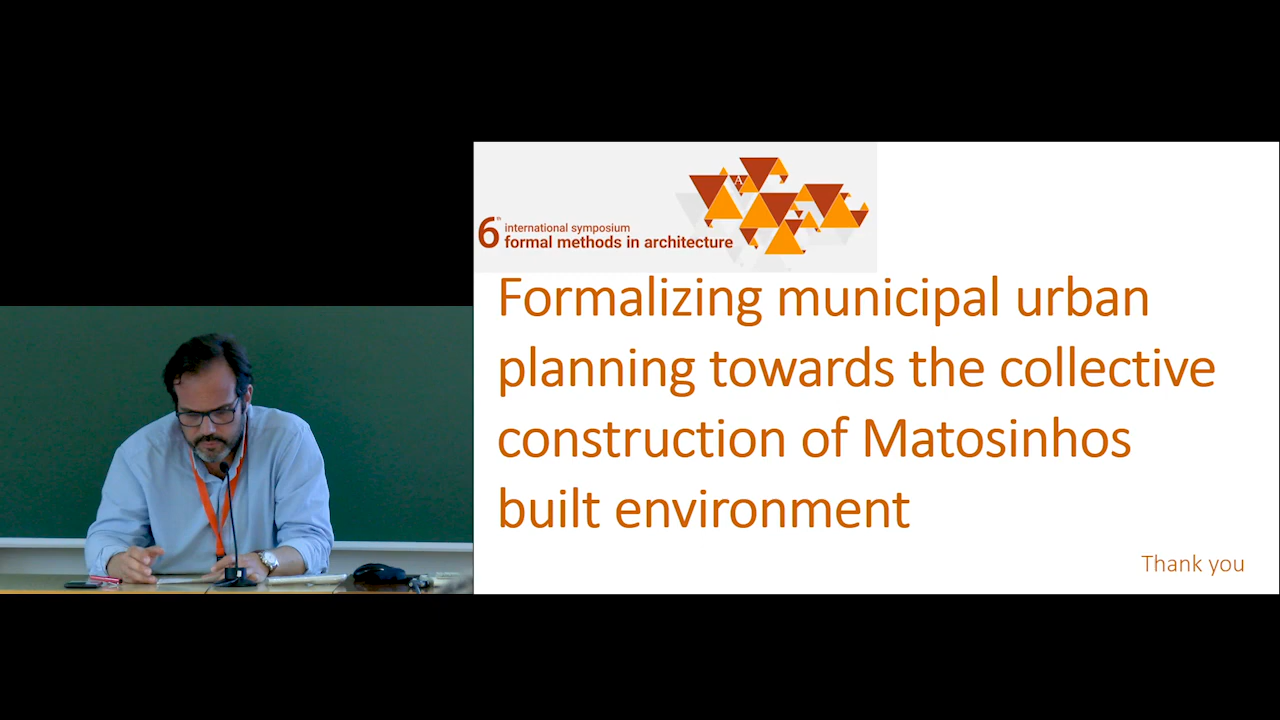 6th international symposium
formal methods in architecture
A
Formalizing municipal urban
planning towards the collective
construction of Matosinhos
built environment
Thank you